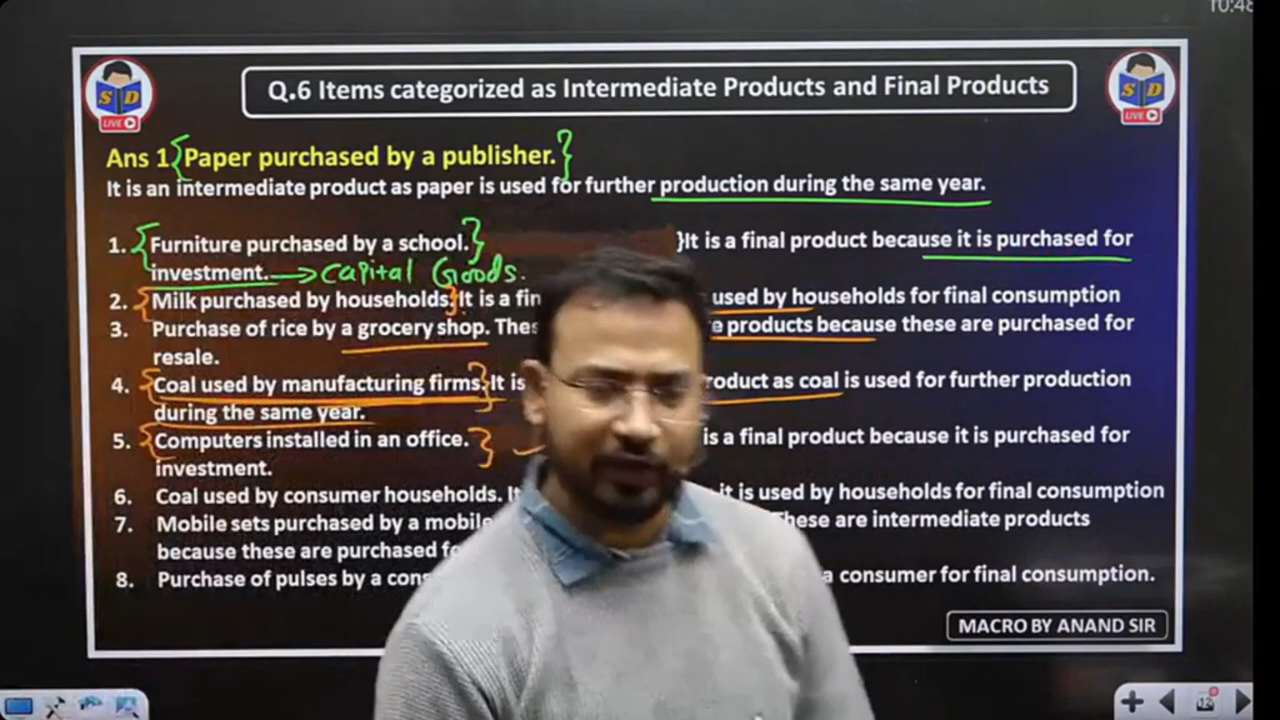 10:48
S D
LIVE
Q.6 Items categorized as Intermediate Products and Final Products
S D
LIVE
Ans 1 {Paper purchased by a publisher.}
It is an intermediate product as paper is used for further production during the same year.
1. {Furniture purchased by a school.} }It is a final product because it is purchased for
investment. → Capital Goods.
2. {Milk purchased by households.} It is a used by households for final consumption
3. Purchase of rice by a grocery shop. products because these are purchased for
resale.
4. {Coal used by manufacturing firms.} It is as coal is used for further production
during the same year.
5. {Computers installed in an office.} is a final product because it is purchased for
investment.
6. Coal used by consumer households. it is used by households for final consumption
7. Mobile sets purchased by a These are intermediate products
because these are purchased
8. Purchase of pulses by a a consumer for final consumption.
MACRO BY ANAND SIR
12